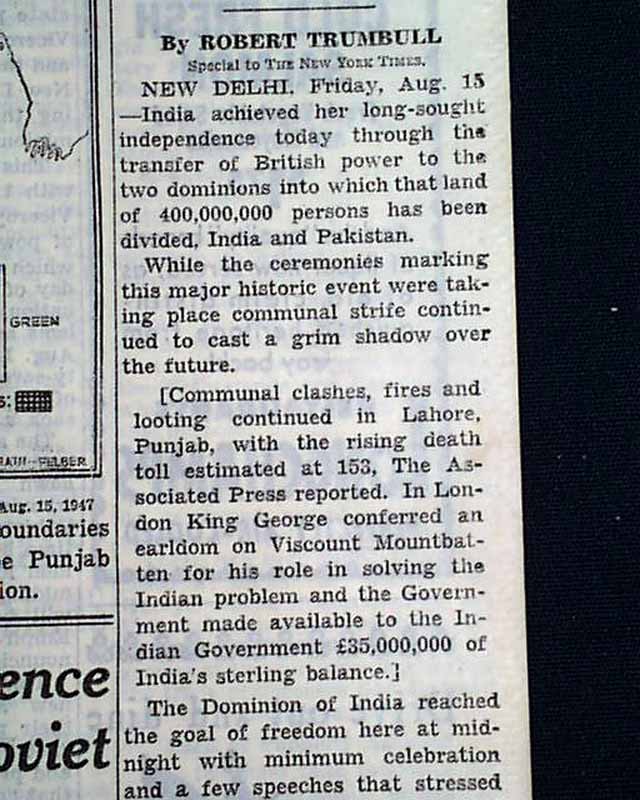 GREEN
s:
Aug. 15, 1947
oundaries
e Punjab
ion.
ence
oviet
By ROBERT TRUMBULL
Special to THE NEW YORK TIMES.
NEW DELHI, Friday, Aug. 15
—India achieved her long-sought
independence today through the
transfer of British power to the
two dominions into which that land
of 400,000,000 persons has been
divided, India and Pakistan.
While the ceremonies marking
this major historic event were tak-
ing place communal strife contin-
ued to cast a grim shadow over
the future.
[Communal clashes, fires and
looting continued in Lahore,
Punjab, with the rising death
toll estimated at 153, The As-
sociated Press reported. In Lon-
don King George conferred an
earldom on Viscount Mountbat-
ten for his role in solving the
Indian problem and the Govern-
ment made available to the In-
dian Government £35,000,000 of
India's sterling balance.]
The Dominion of India reached
the goal of freedom here at mid-
night with minimum celebration
and a few speeches that stressed